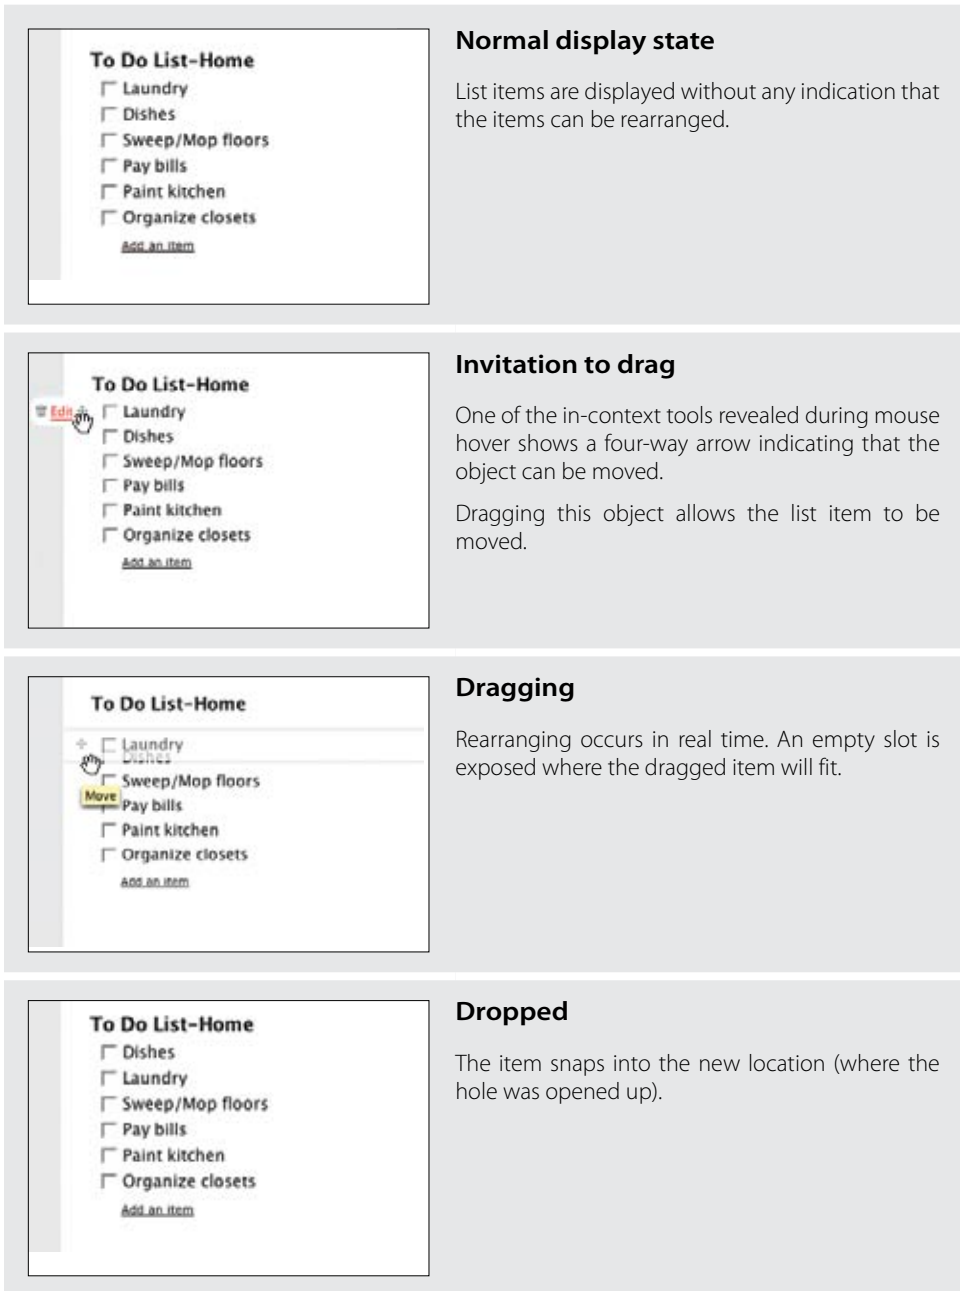 To Do List-Home
Laundry
Dishes
Sweep/Mop floors
Pay bills
Paint kitchen
Organize closets
Add an item
Normal display state
List items are displayed without any indication that
the items can be rearranged.
To Do List-Home
Edit
Laundry
Dishes
Sweep/Mop floors
Pay bills
Paint kitchen
Organize closets
Add an item
Invitation to drag
One of the in-context tools revealed during mouse
hover shows a four-way arrow indicating that the
object can be moved.
Dragging this object allows the list item to be
moved.
To Do List-Home
Laundry
Dishes
Sweep/Mop floors
Move
Pay bills
Paint kitchen
Organize closets
Add an item
Dragging
Rearranging occurs in real time. An empty slot is
exposed where the dragged item will fit.
To Do List-Home
Dishes
Laundry
Sweep/Mop floors
Pay bills
Paint kitchen
Organize closets
Add an item
Dropped
The item snaps into the new location (where the
hole was opened up).